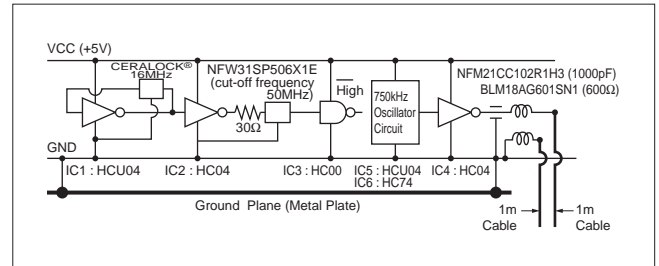 VCC (+5V)
CERALOCK®
16MHz
NFW31SP506X1E
(cut-off frequency
50MHz)
High
30Ω
750kHz
Oscillator
Circuit
NFM21CC102R1H3 (1000pF)
BLM18AG601SN1 (600Ω)
GND
IC1 : HCU04
IC2 : HC04
IC3 : HC00
IC5 : HCU04
IC6 : HC74
IC4 : HC04
Ground Plane (Metal Plate)
1m
Cable
1m
Cable